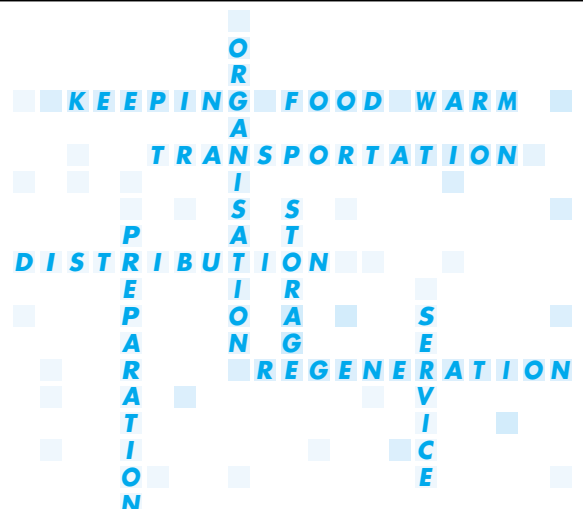 ORGANISATION
KEEPING FOOD WARM
TRANSPORTATION
STORAGE
PREPARATION
DISTRIBUTION
SERVICE
REGENERATION